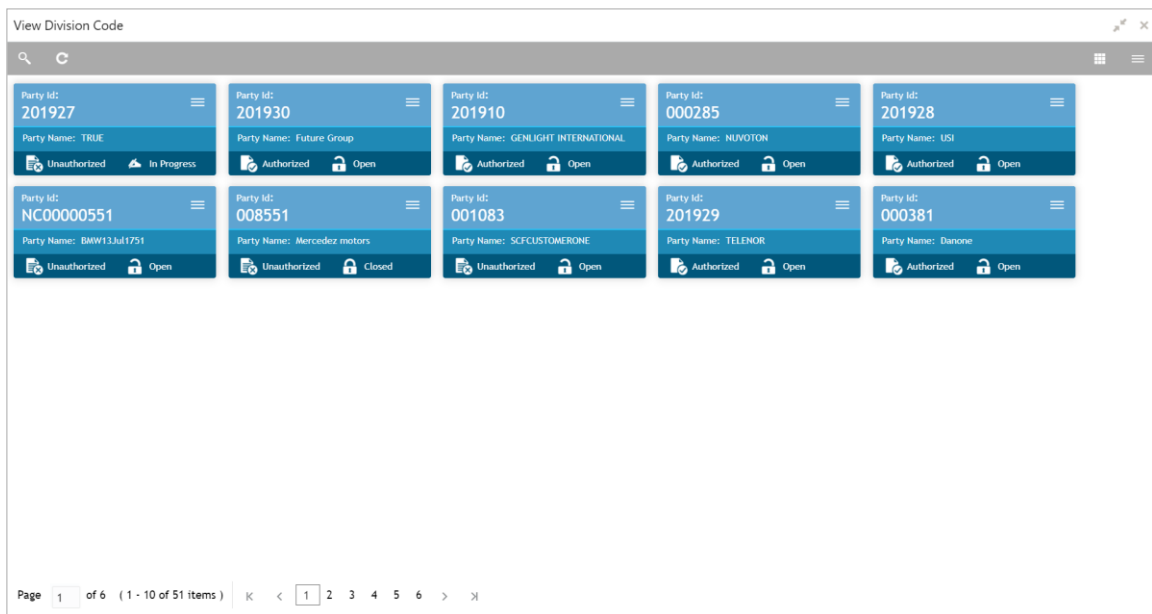 View Division Code
Party Id:
201927
Party Name: TRUE
Unauthorized In Progress
Party Id:
201930
Party Name: Future Group
Authorized Open
Party Id:
201910
Party Name: GENLIGHT INTERNATIONAL
Authorized Open
Party Id:
000285
Party Name: NUVOTON
Authorized Open
Party Id:
201928
Party Name: USI
Authorized Open
Party Id:
NC00000551
Party Name: BMW13Jul1751
Unauthorized Open
Party Id:
008551
Party Name: Mercedez motors
Unauthorized Closed
Party Id:
001083
Party Name: SCFCUSTOMERONE
Unauthorized Open
Party Id:
201929
Party Name: TELENOR
Authorized Open
Party Id:
000381
Party Name: Danone
Authorized Open
Page 1 of 6 ( 1 - 10 of 51 items ) 1 2 3 4 5 6